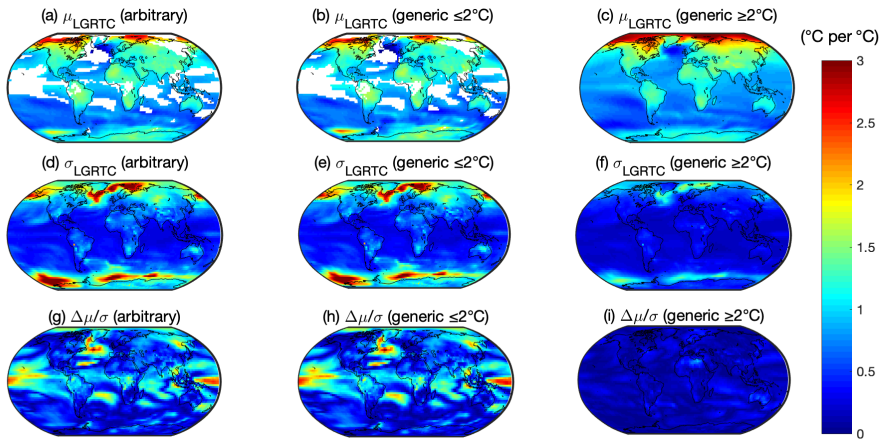 (a) μLGRTC (arbitrary)
(b) μLGRTC (generic ≤2°C)
(c) μLGRTC (generic ≥2°C)
(°C per °C)
(d) σLGRTC (arbitrary)
(e) σLGRTC (generic ≤2°C)
(f) σLGRTC (generic ≥2°C)
(g) Δμ/σ (arbitrary)
(h) Δμ/σ (generic ≤2°C)
(i) Δμ/σ (generic ≥2°C)
3
2.5
2
1.5
1
0.5
0